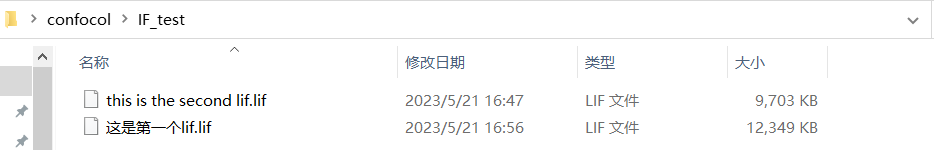 confocol > IF_test
名称 修改日期 类型 大小
this is the second lif.lif 2023/5/21 16:47 LIF 文件 9,703 KB
这是第一个lif.lif 2023/5/21 16:56 LIF 文件 12,349 KB